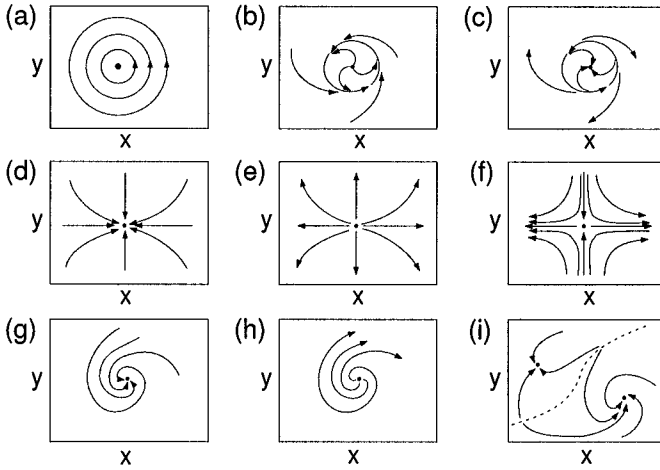 (a) (b) (c)
y y y
x x x
(d) (e) (f)
y y y
x x x
(g) (h) (i)
y y y
x x x